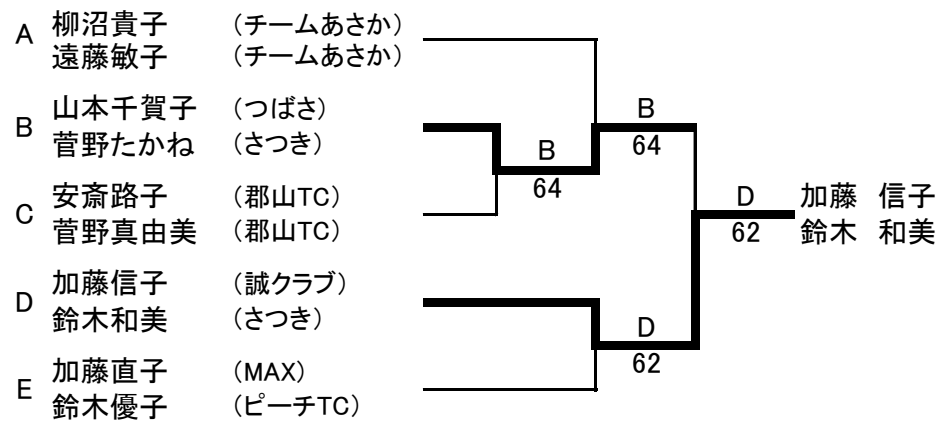 A 柳沼貴子 (チームあさか)
遠藤敏子 (チームあさか)
B 山本千賀子 (つばさ)
菅野たかね (さつき)
C 安斎路子 (郡山TC)
菅野真由美 (郡山TC)
D 加藤信子 (誠クラブ)
鈴木和美 (さつき)
E 加藤直子 (MAX)
鈴木優子 (ピーチTC)
B
64
B
64
D
62
D
62
加藤 信子
鈴木 和美